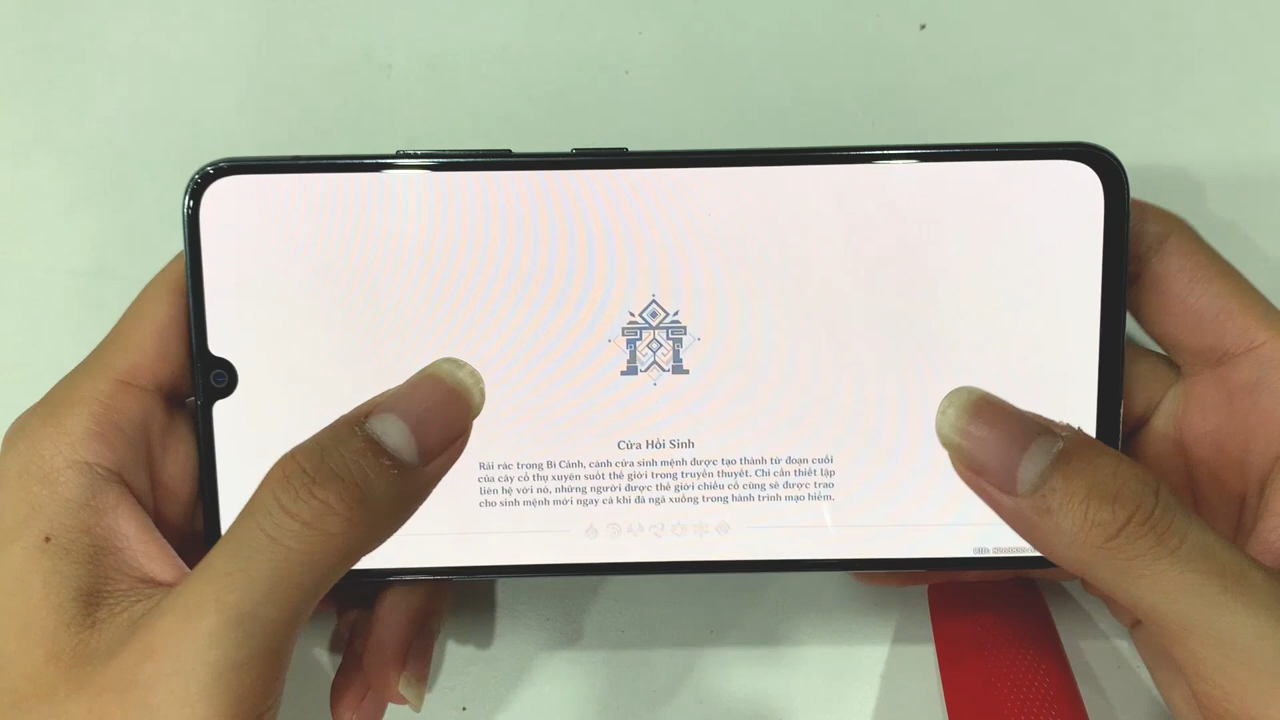 Cửa Hồi Sinh
Rải rác trong Bí Cảnh, cánh cửa sinh mệnh được tạo thành từ đoạn cuối
của cây cổ thụ xuyên suốt thế giới trong truyền thuyết. Chỉ cần thiết lập
liên hệ với nó, những người được thế giới chiếu cố cũng sẽ được trao
cho sinh mệnh mới ngay cả khi đã ngã xuống trong hành trình mạo hiểm.
UID: